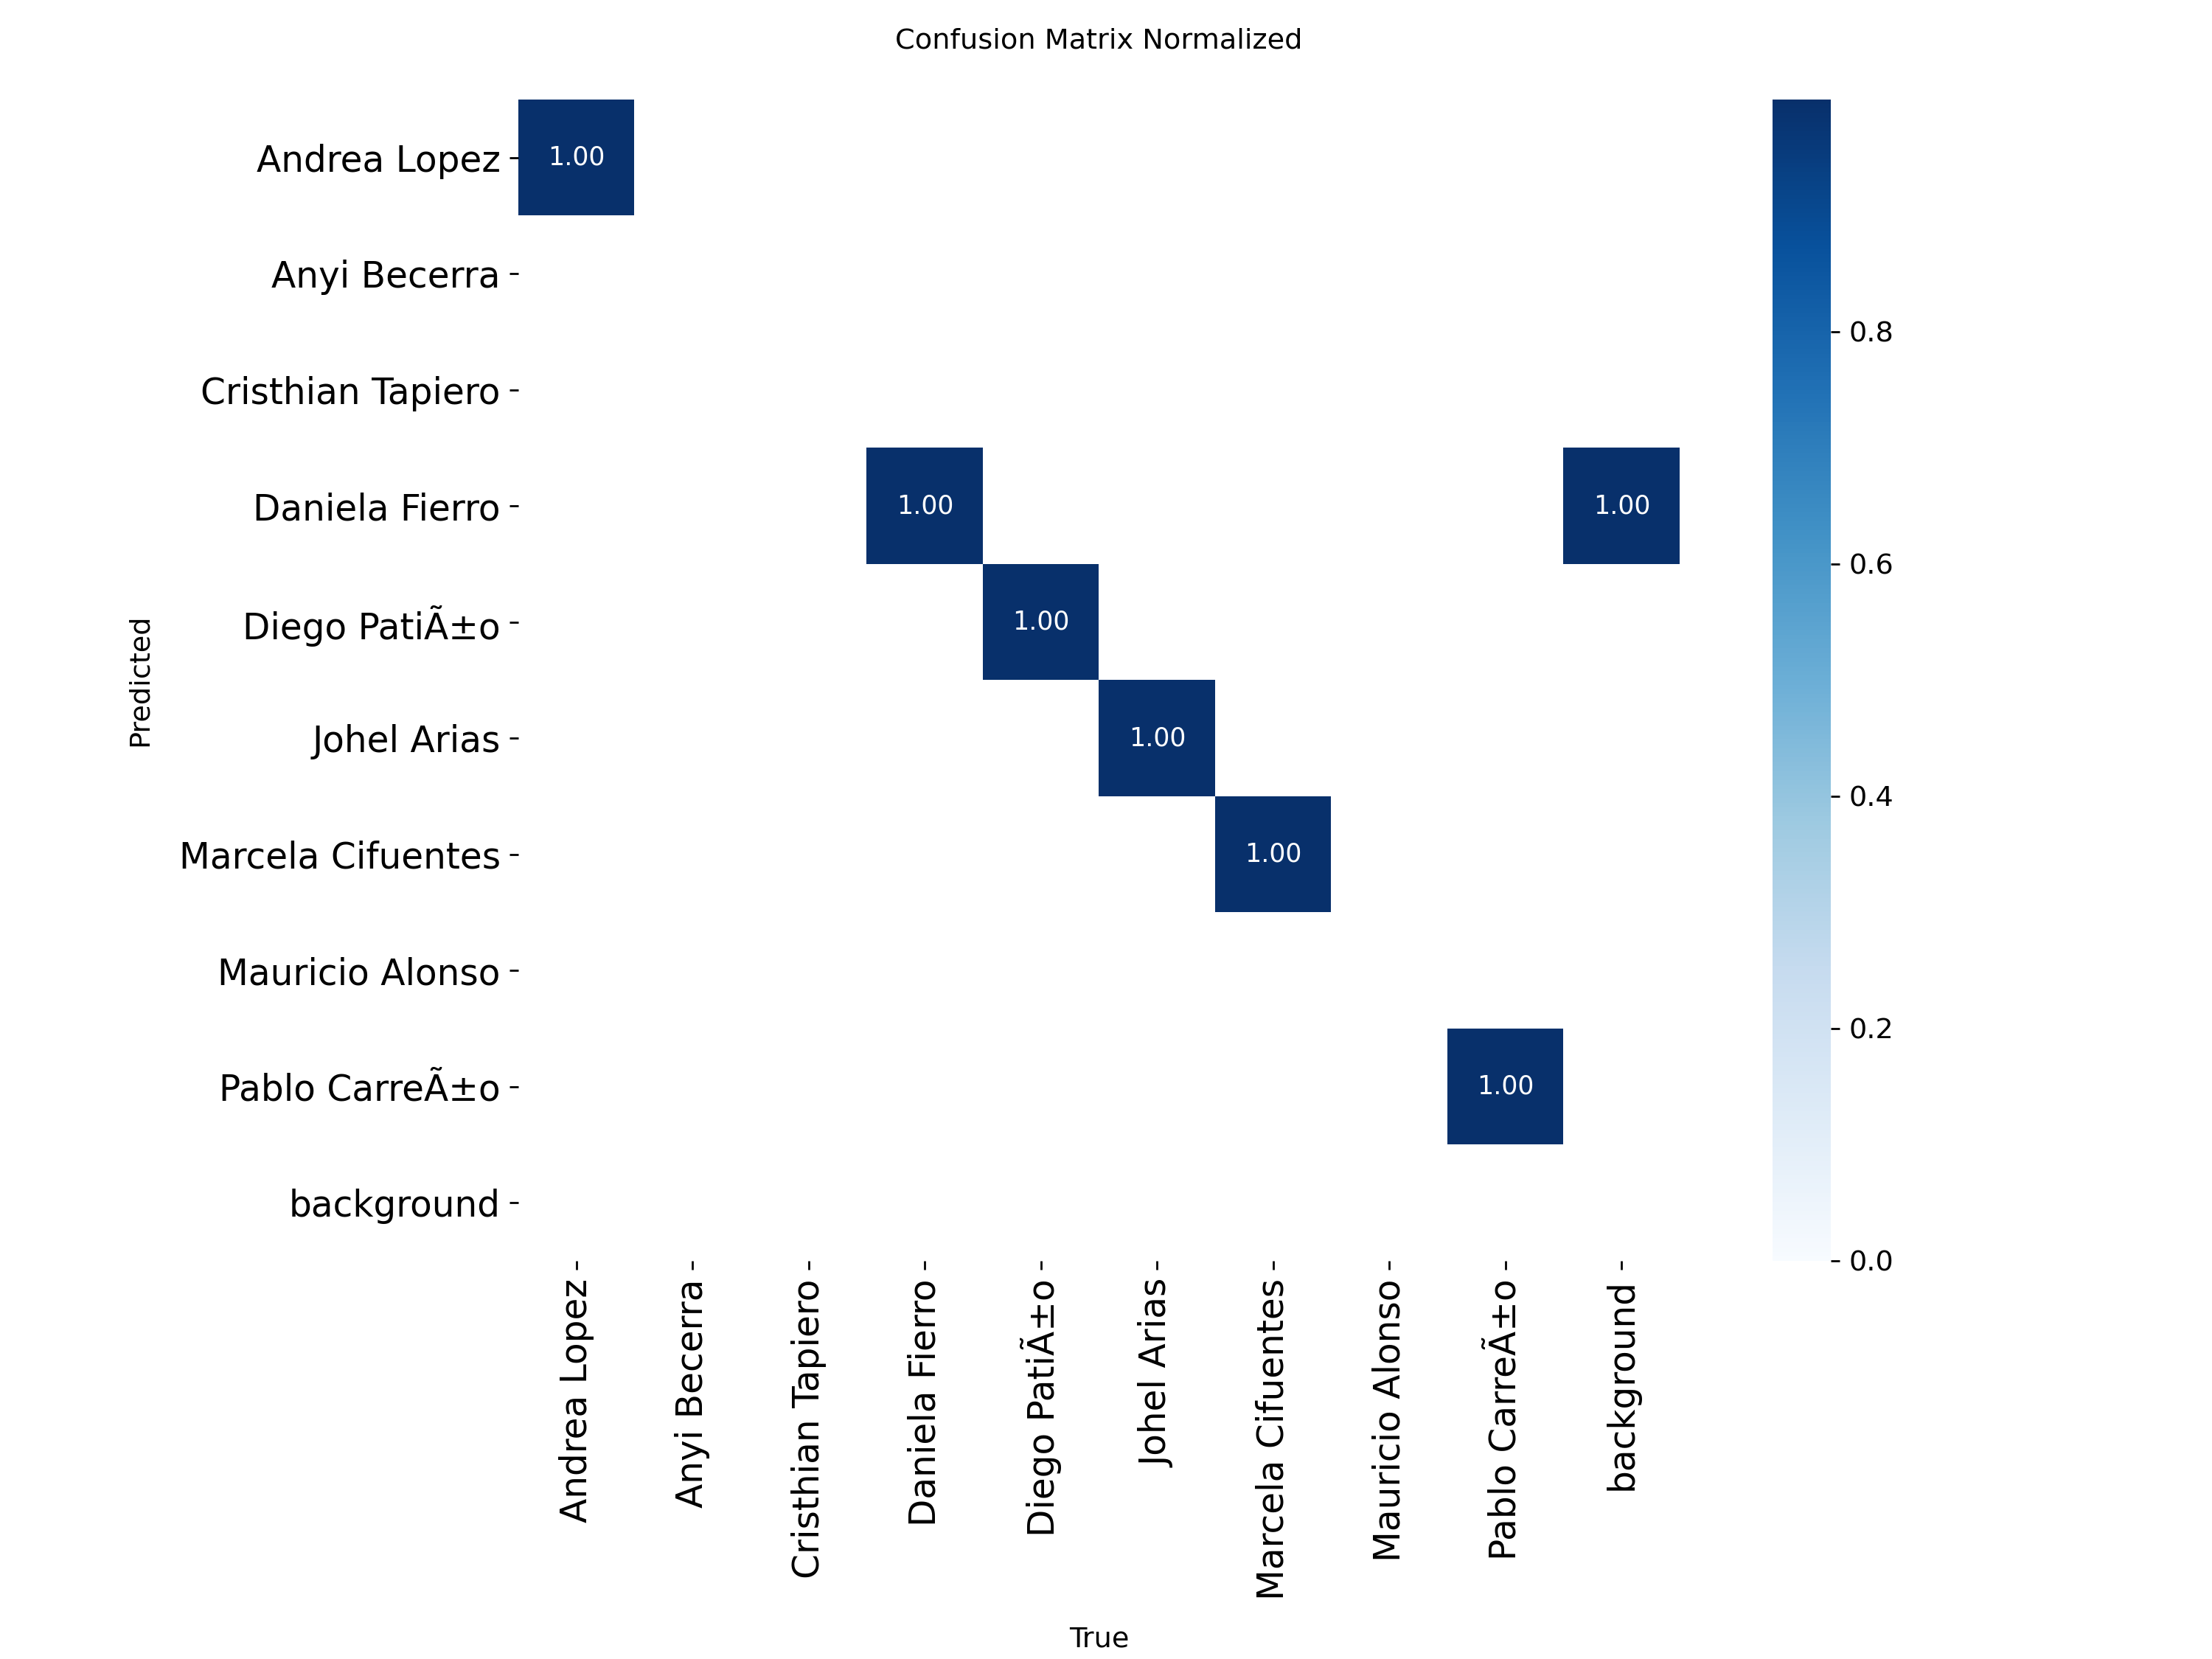 Confusion Matrix Normalized
Andrea Lopez
Anyi Becerra
Cristhian Tapiero
Daniela Fierro
Diego PatiÃ±o
Johel Arias
Marcela Cifuentes
Mauricio Alonso
Pablo CarreÃ±o
background
Predicted
1.00
1.00
1.00
1.00
1.00
1.00
1.00
0.8
0.6
0.4
0.2
0.0
Andrea Lopez
Anyi Becerra
Cristhian Tapiero
Daniela Fierro
Diego PatiÃ±o
Johel Arias
Marcela Cifuentes
Mauricio Alonso
Pablo CarreÃ±o
background
True